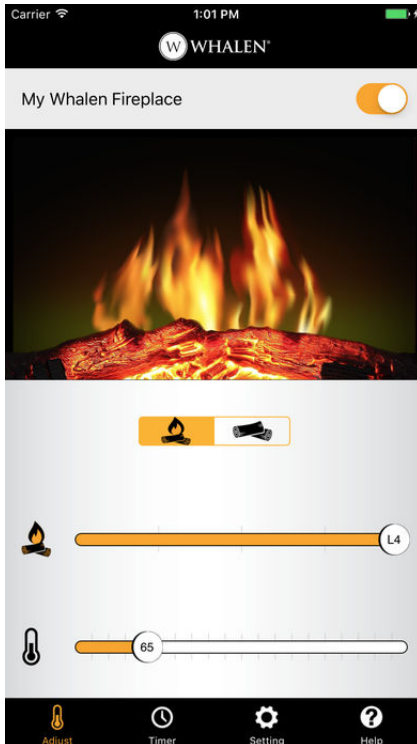 Carrier 1:01 PM
W WHALEN®
My Whalen Fireplace
L4
65
Adjust Timer Setting Help